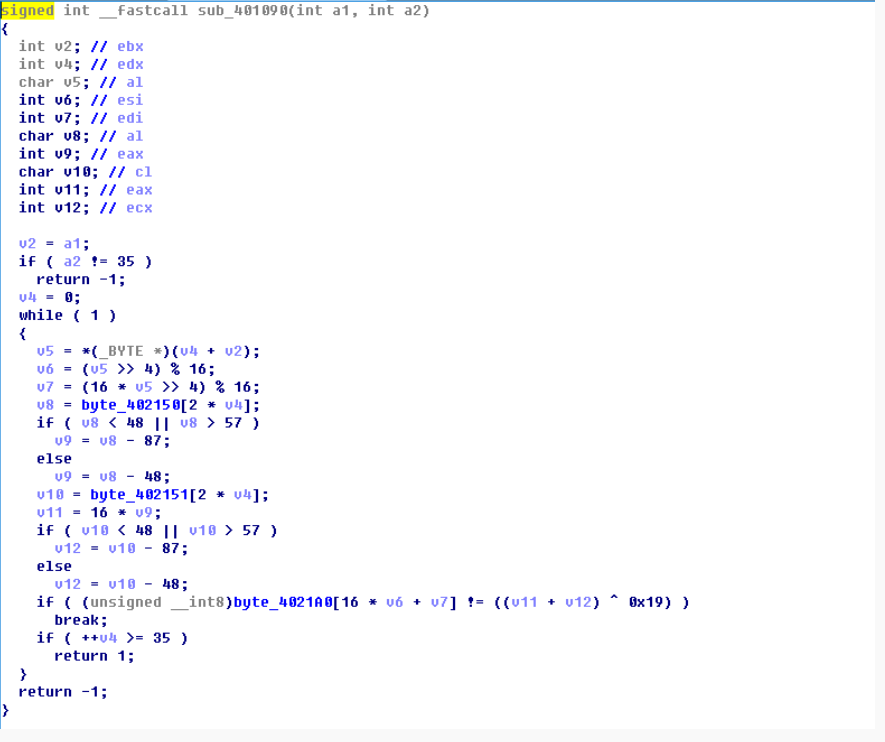 signed int __fastcall sub_401090(int a1, int a2)
{
  int v2; // ebx
  int v4; // edx
  char v5; // al
  int v6; // esi
  int v7; // edi
  char v8; // al
  int v9; // eax
  char v10; // cl
  int v11; // eax
  int v12; // ecx

  v2 = a1;
  if ( a2 != 35 )
    return -1;
  v4 = 0;
  while ( 1 )
  {
    v5 = *(_BYTE *)(v4 + v2);
    v6 = (v5 >> 4) % 16;
    v7 = (16 * v5 >> 4) % 16;
    v8 = byte_402150[2 * v4];
    if ( v8 < 48 || v8 > 57 )
      v9 = v8 - 87;
    else
      v9 = v8 - 48;
    v10 = byte_402151[2 * v4];
    v11 = 16 * v9;
    if ( v10 < 48 || v10 > 57 )
      v12 = v10 - 87;
    else
      v12 = v10 - 48;
    if ( (unsigned __int8)byte_4021A0[16 * v6 + v7] != ((v11 + v12) ^ 0x19) )
      break;
    if ( ++v4 >= 35 )
      return 1;
  }
  return -1;
}